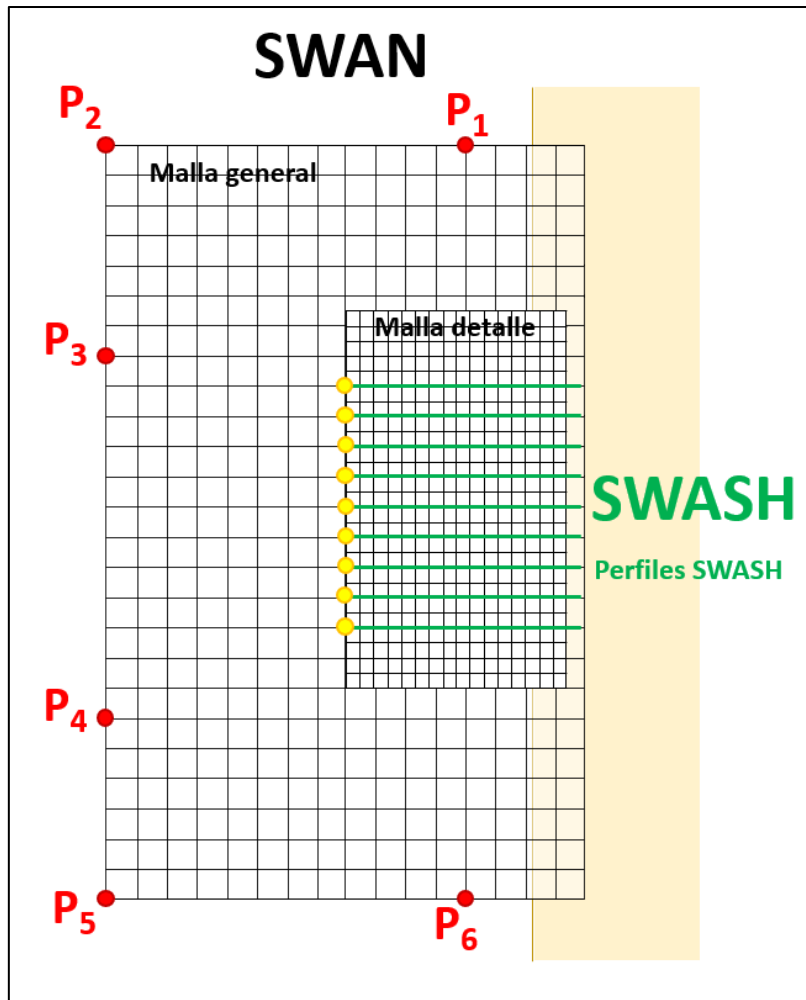 SWAN
P2
P1
Malla general
P3
Malla detalle
SWASH
Perfiles SWASH
P4
P5
P6